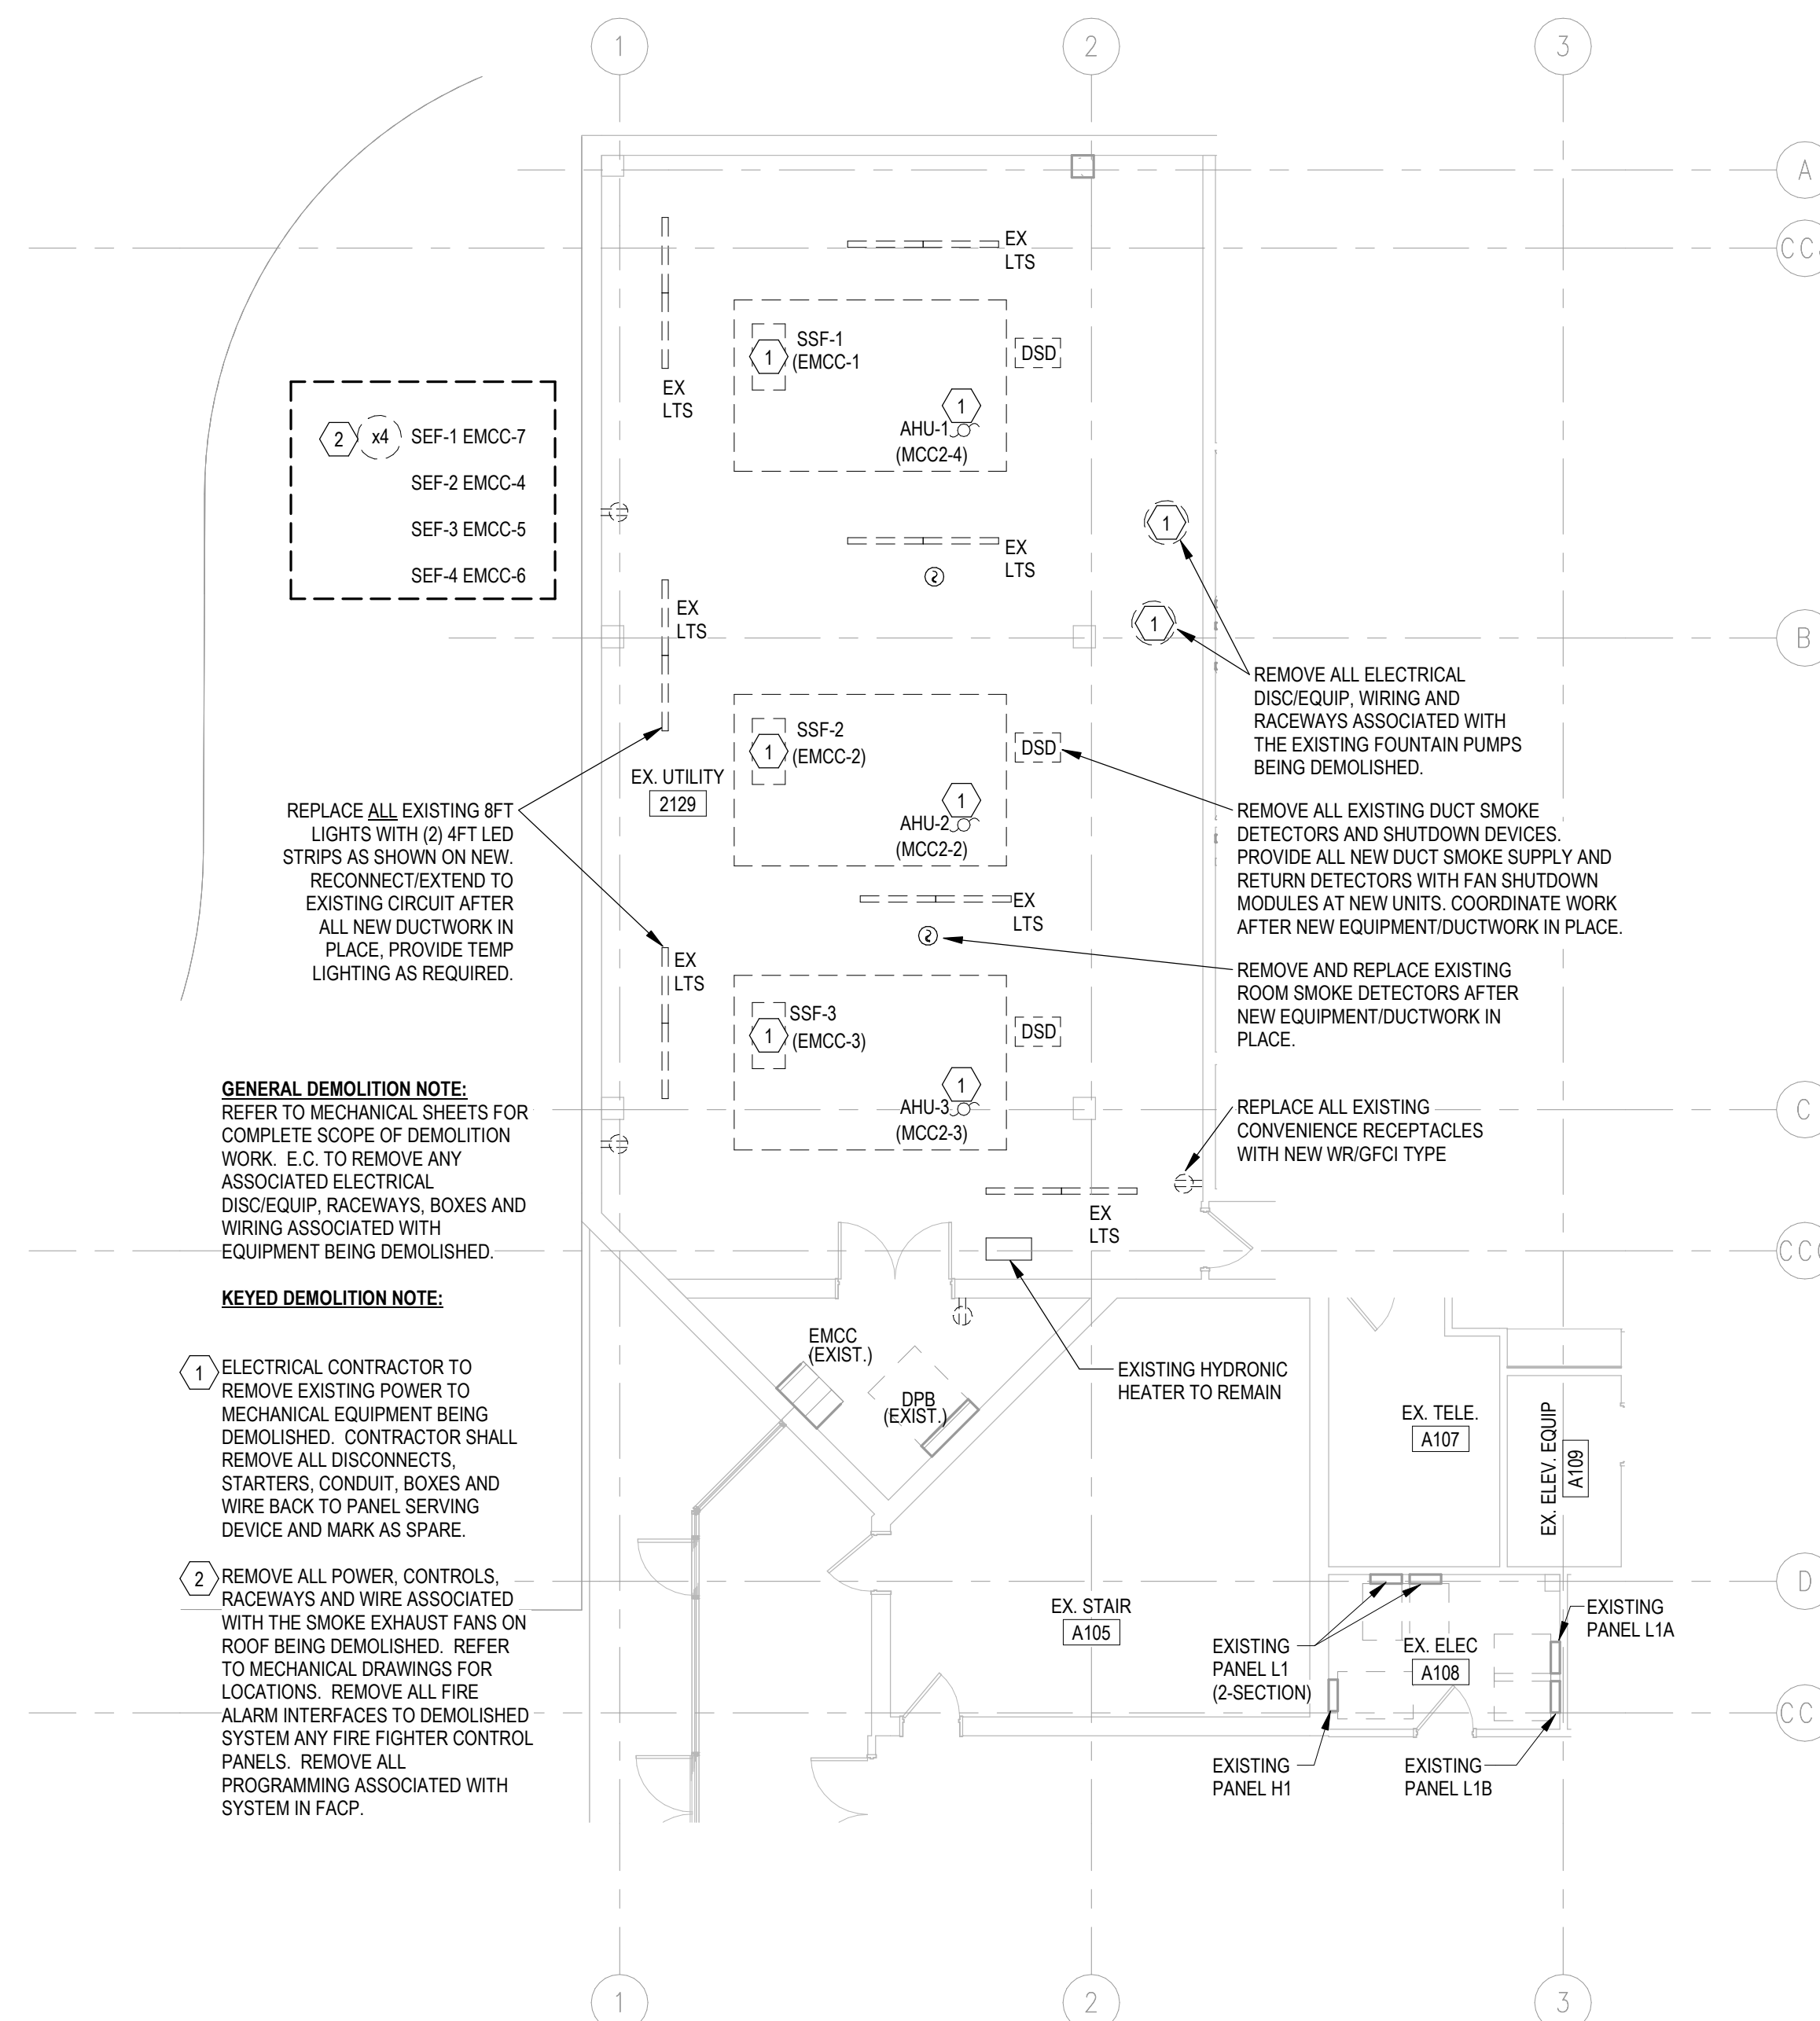 1
2
3
A
B
C
D
EX
LTS
EX
LTS
SSF-1
(EMCC-1
DSD
1
1
AHU-1
(MCC2-4)
2
x4
SEF-1 EMCC-7
SEF-2 EMCC-4
SEF-3 EMCC-5
SEF-4 EMCC-6
EX
LTS
1
1
EX
LTS
REMOVE ALL ELECTRICAL
DISC/EQUIP, WIRING AND
RACEWAYS ASSOCIATED WITH
THE EXISTING FOUNTAIN PUMPS
BEING DEMOLISHED.
SSF-2
(EMCC-2)
DSD
1
1
AHU-2
(MCC2-2)
EX. UTILITY
2129
REPLACE ALL EXISTING 8FT
LIGHTS WITH (2) 4FT LED
STRIPS AS SHOWN ON NEW.
RECONNECT/EXTEND TO
EXISTING CIRCUIT AFTER
ALL NEW DUCTWORK IN
PLACE, PROVIDE TEMP
LIGHTING AS REQUIRED.
REMOVE ALL EXISTING DUCT SMOKE
DETECTORS AND SHUTDOWN DEVICES.
PROVIDE ALL NEW DUCT SMOKE SUPPLY AND
RETURN DETECTORS WITH FAN SHUTDOWN
MODULES AT NEW UNITS. COORDINATE WORK
AFTER NEW EQUIPMENT/DUCTWORK IN PLACE.
EX
LTS
EX
LTS
REMOVE AND REPLACE EXISTING
ROOM SMOKE DETECTORS AFTER
NEW EQUIPMENT/DUCTWORK IN
PLACE.
SSF-3
(EMCC-3)
DSD
1
1
AHU-3
(MCC2-3)
REPLACE ALL EXISTING
CONVENIENCE RECEPTACLES
WITH NEW WR/GFCI TYPE
EX
LTS
GENERAL DEMOLITION NOTE:
REFER TO MECHANICAL SHEETS FOR
COMPLETE SCOPE OF DEMOLITION
WORK. E.C. TO REMOVE ANY
ASSOCIATED ELECTRICAL
DISC/EQUIP, RACEWAYS, BOXES AND
WIRING ASSOCIATED WITH
EQUIPMENT BEING DEMOLISHED.
KEYED DEMOLITION NOTE:
1
ELECTRICAL CONTRACTOR TO
REMOVE EXISTING POWER TO
MECHANICAL EQUIPMENT BEING
DEMOLISHED. CONTRACTOR SHALL
REMOVE ALL DISCONNECTS,
STARTERS, CONDUIT, BOXES AND
WIRE BACK TO PANEL SERVING
DEVICE AND MARK AS SPARE.
2
REMOVE ALL POWER, CONTROLS,
RACEWAYS AND WIRE ASSOCIATED
WITH THE SMOKE EXHAUST FANS ON
ROOF BEING DEMOLISHED. REFER
TO MECHANICAL DRAWINGS FOR
LOCATIONS. REMOVE ALL FIRE
ALARM INTERFACES TO DEMOLISHED
SYSTEM ANY FIRE FIGHTER CONTROL
PANELS. REMOVE ALL
PROGRAMMING ASSOCIATED WITH
SYSTEM IN FACP.
EMCC
(EXIST.)
DPB
(EXIST.)
EXISTING HYDRONIC
HEATER TO REMAIN
EX. TELE.
A107
EX. ELEV. EQUIP
A109
EX. STAIR
A105
EXISTING
PANEL L1
(2-SECTION)
EX. ELEC
A108
EXISTING
PANEL L1A
EXISTING
PANEL H1
EXISTING
PANEL L1B
1
2
3